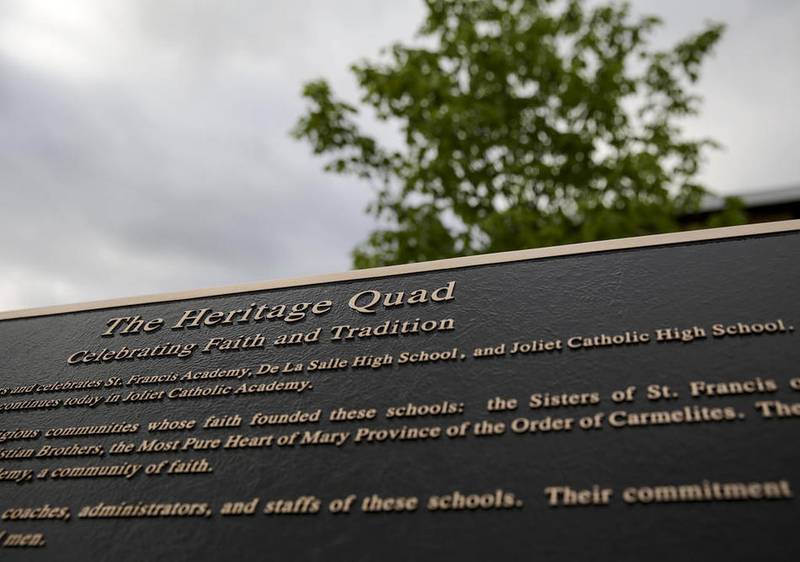 The Heritage Quad
Celebrating Faith and Tradition
and celebrates St. Francis Academy, De La Salle High School, and Joliet Catholic High School.
continues today in Joliet Catholic Academy.
communities whose faith founded these schools: the Sisters of St. Francis
Brothers, the Most Pure Heart of Mary Province of the Order of Carmelites. The
a community of faith.
coaches, administrators, and staffs of these schools. Their commitment
men.